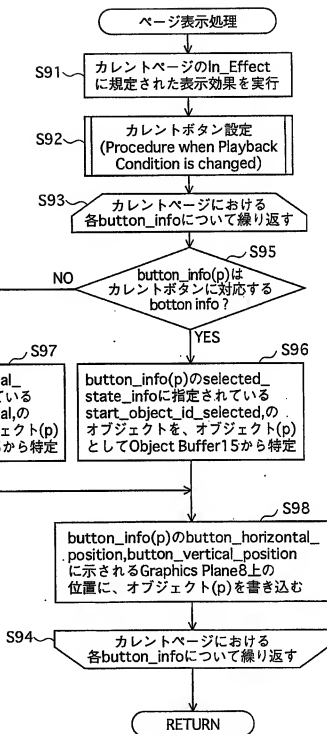 ページ表示処理
S91
カレントページのIn_Effect
に規定された表示効果を実行
S92
カレントボタン設定
(Procedure when Playback
Condition is changed)
S93
カレントページにおける
各button_infoについて繰り返す
S95
button_info(p)は
カレントボタンに対応する
botton info?
NO
YES
S97
al_
ている
al,の
ェクト(p)
から特定
S96
button_info(p)のselected_
state_infoに指定されている
start_object_id_selected,の
オブジェクトを、オブジェクト(p)
としてObject Buffer15から特定
S98
button_info(p)のbutton_horizontal_
position,button_vertical_position
に示されるGraphics Plane8上の
位置に、オブジェクト(p)を書き込む
S94
カレントページにおける
各button_infoについて繰り返す
RETURN